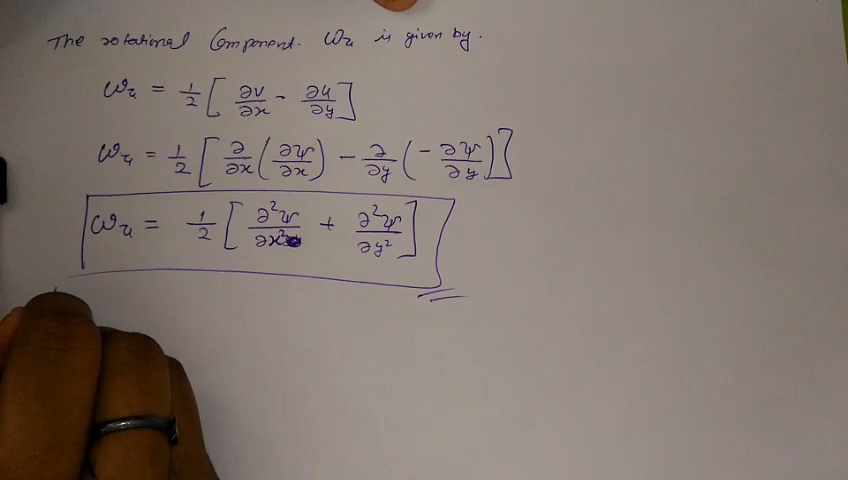 The rotational Component. ωz is given by.
ωz = 1/2 [ ∂v/∂x - ∂u/∂y ]
ωz = 1/2 [ ∂/∂x (∂ψ/∂x) - ∂/∂y (- ∂ψ/∂y) ]
ωz = 1/2 [ ∂²ψ/∂x² + ∂²ψ/∂y² ]